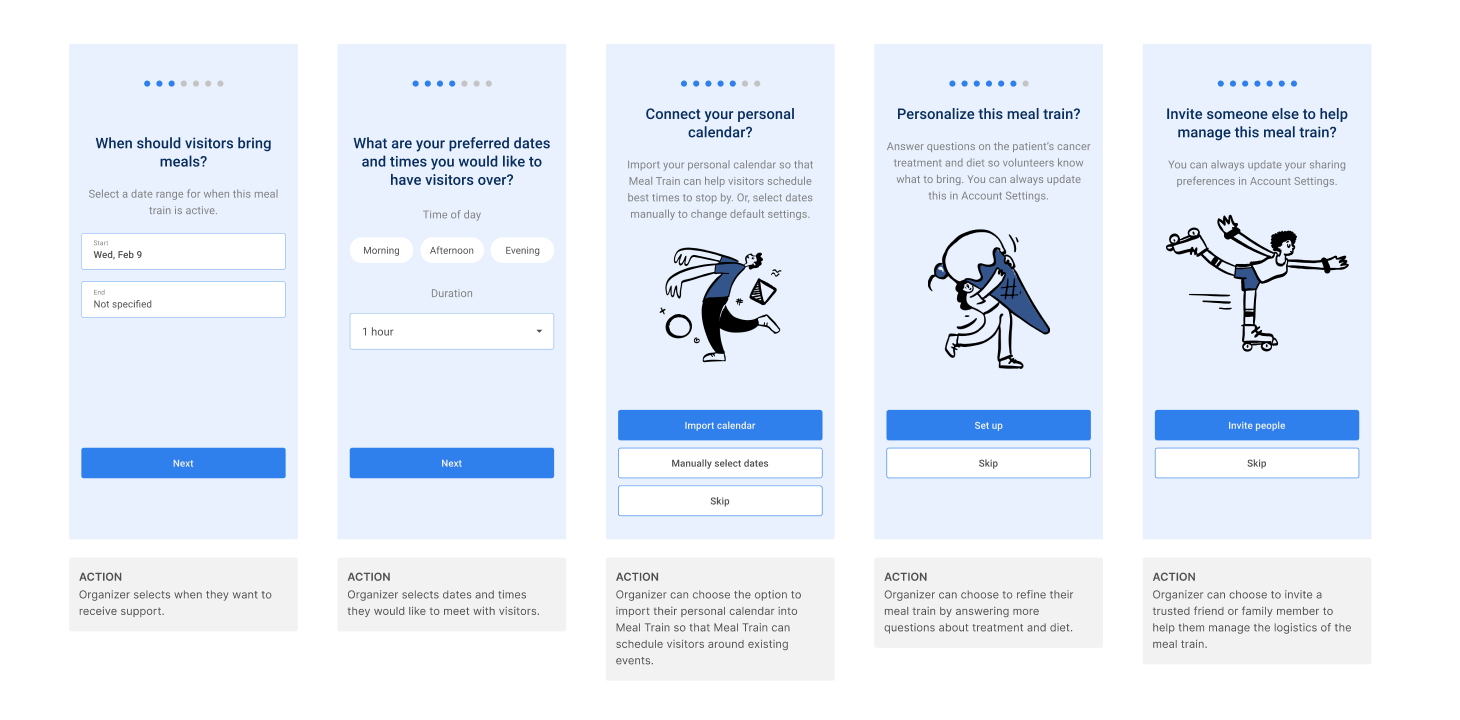 When should visitors bring
meals?
Select a date range for when this meal
train is active.
Start
Wed, Feb 9
End
Not specified
Next
ACTION
Organizer selects when they want to
receive support.
What are your preferred dates
and times you would like to
have visitors over?
Time of day
Morning
Afternoon
Evening
Duration
1 hour
Next
ACTION
Organizer selects dates and times
they would like to meet with visitors.
Connect your personal
calendar?
Import your personal calendar so that
Meal Train can help visitors schedule
best times to stop by. Or, select dates
manually to change default settings.
Import calendar
Manually select dates
Skip
ACTION
Organizer can choose the option to
import their personal calendar into
Meal Train so that Meal Train can
schedule visitors around existing
events.
Personalize this meal train?
Answer questions on the patient's cancer
treatment and diet so volunteers know
what to bring. You can always update
this in Account Settings.
Set up
Skip
ACTION
Organizer can choose to refine their
meal train by answering more
questions about treatment and diet.
Invite someone else to help
manage this meal train?
You can always update your sharing
preferences in Account Settings.
Invite people
Skip
ACTION
Organizer can choose to invite a
trusted friend or family member to
help them manage the logistics of the
meal train.